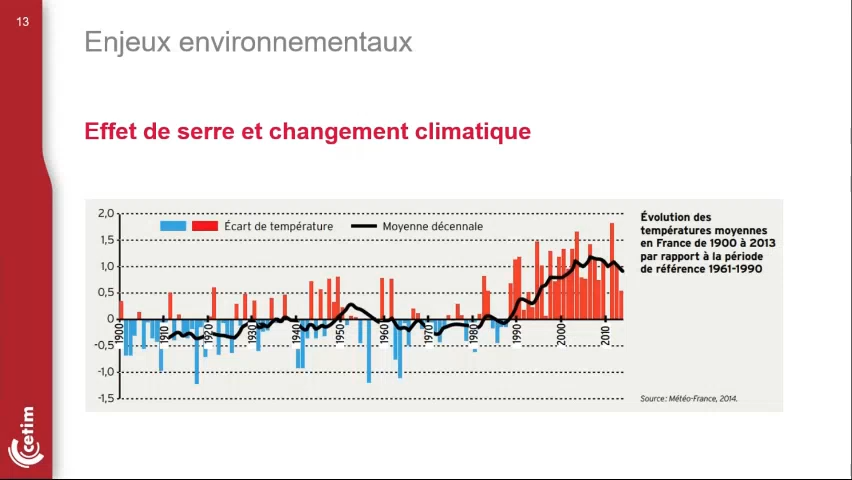 13
Enjeux environnementaux
Effet de serre et changement climatique
2,0
1,5
1,0
0,5
0
-0,5
-1,0
-1,5
Écart de température
Moyenne décennale
1900
1910
1920
1930
1940
1950
1960
1970
1980
1990
2000
2010
Évolution des
températures moyennes
en France de 1900 à 2013
par rapport à la période
de référence 1961-1990
Source : Météo-France, 2014.
cetim